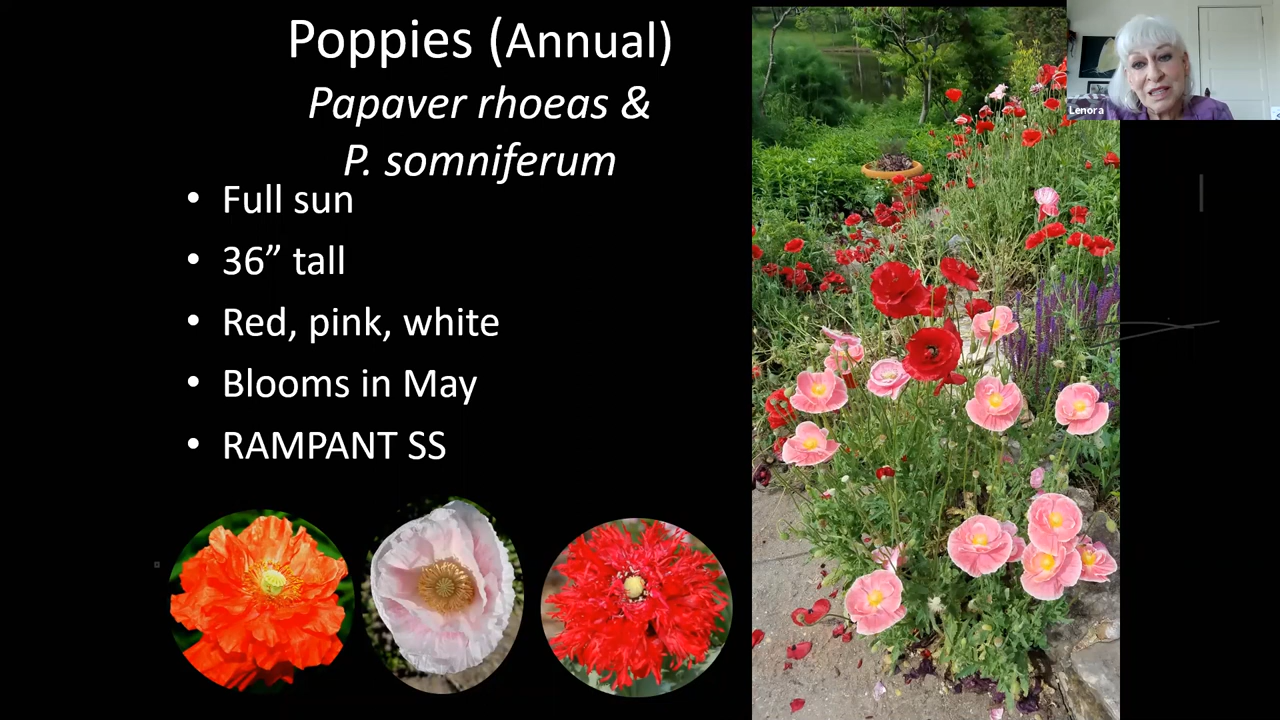 Poppies (Annual)
Papaver rhoeas &
P. somniferum
• Full sun
• 36” tall
• Red, pink, white
• Blooms in May
• RAMPANT SS
Lenora